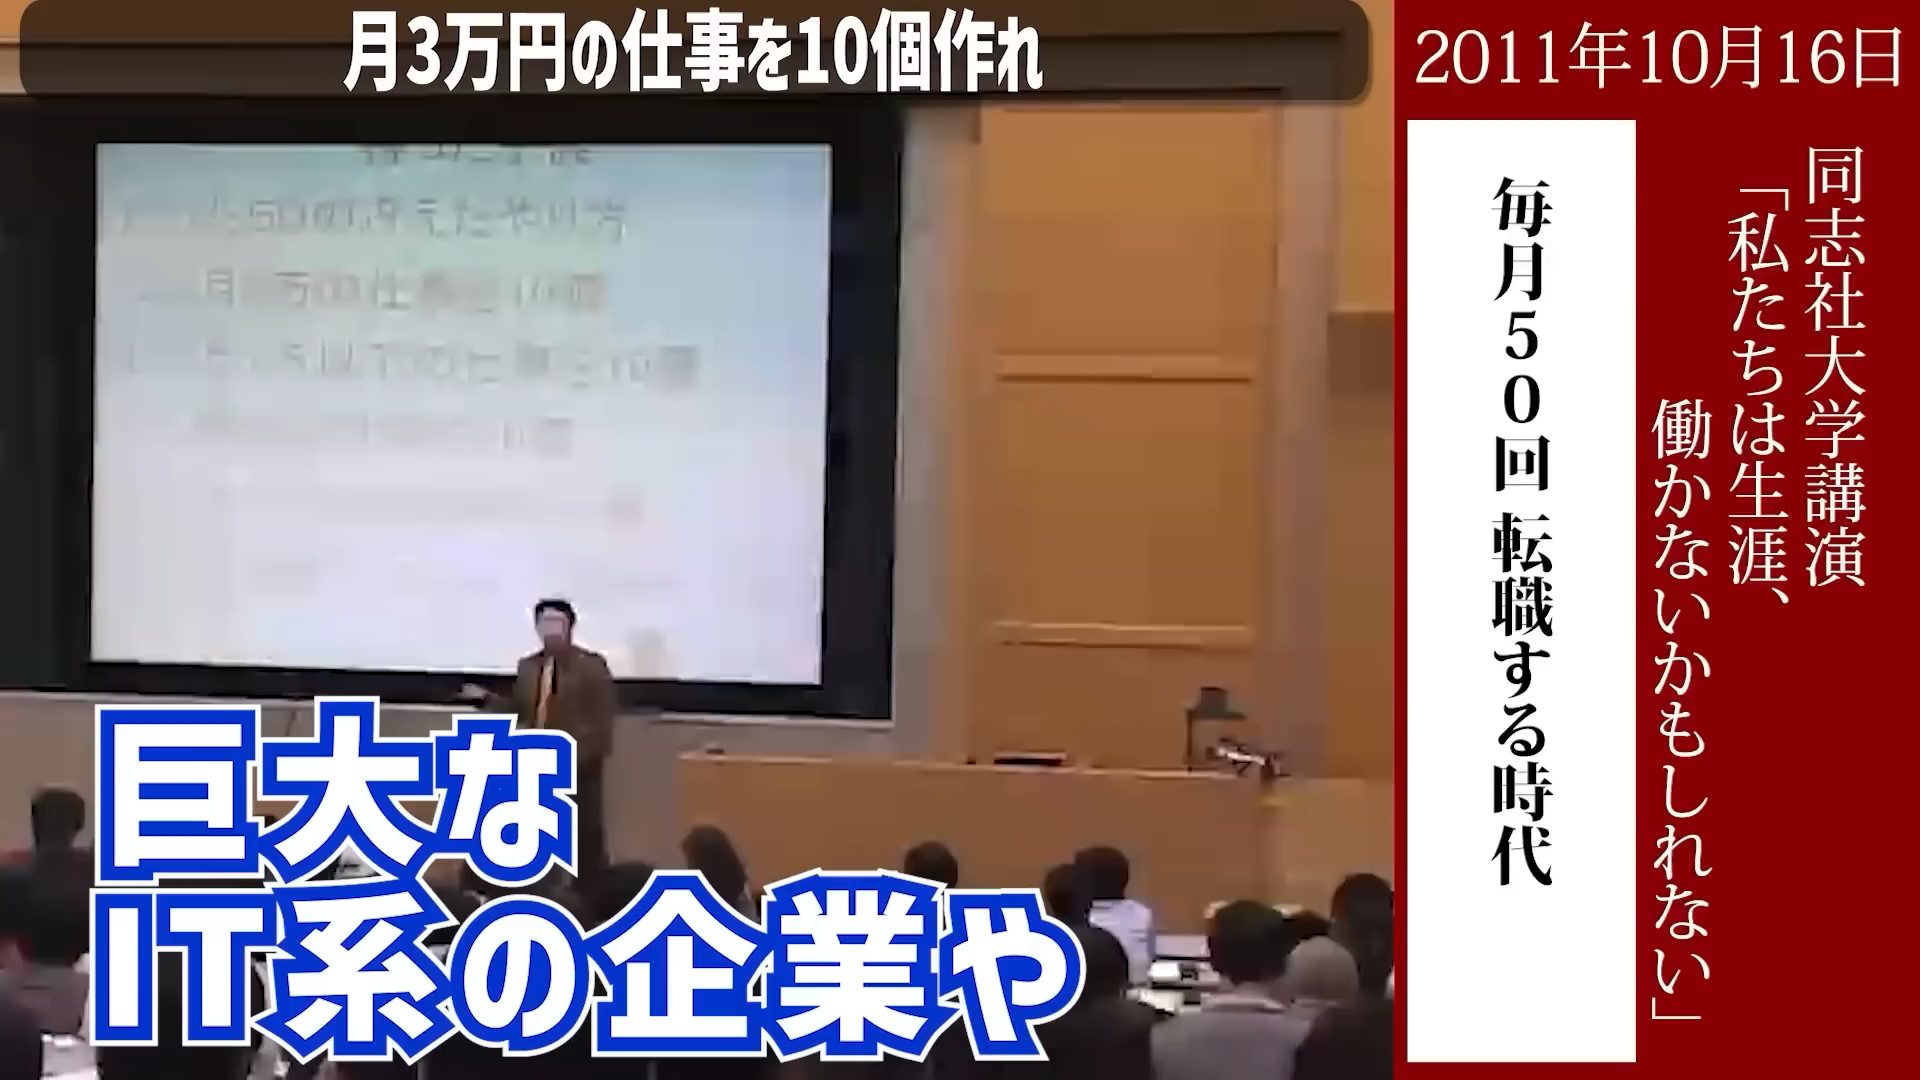 月3万円の仕事を10個作れ
2011年10月16日
同志社大学講演
「私たちは生涯、
働かないかもしれない」
毎月50回 転職する時代
巨大な
IT系の企業や